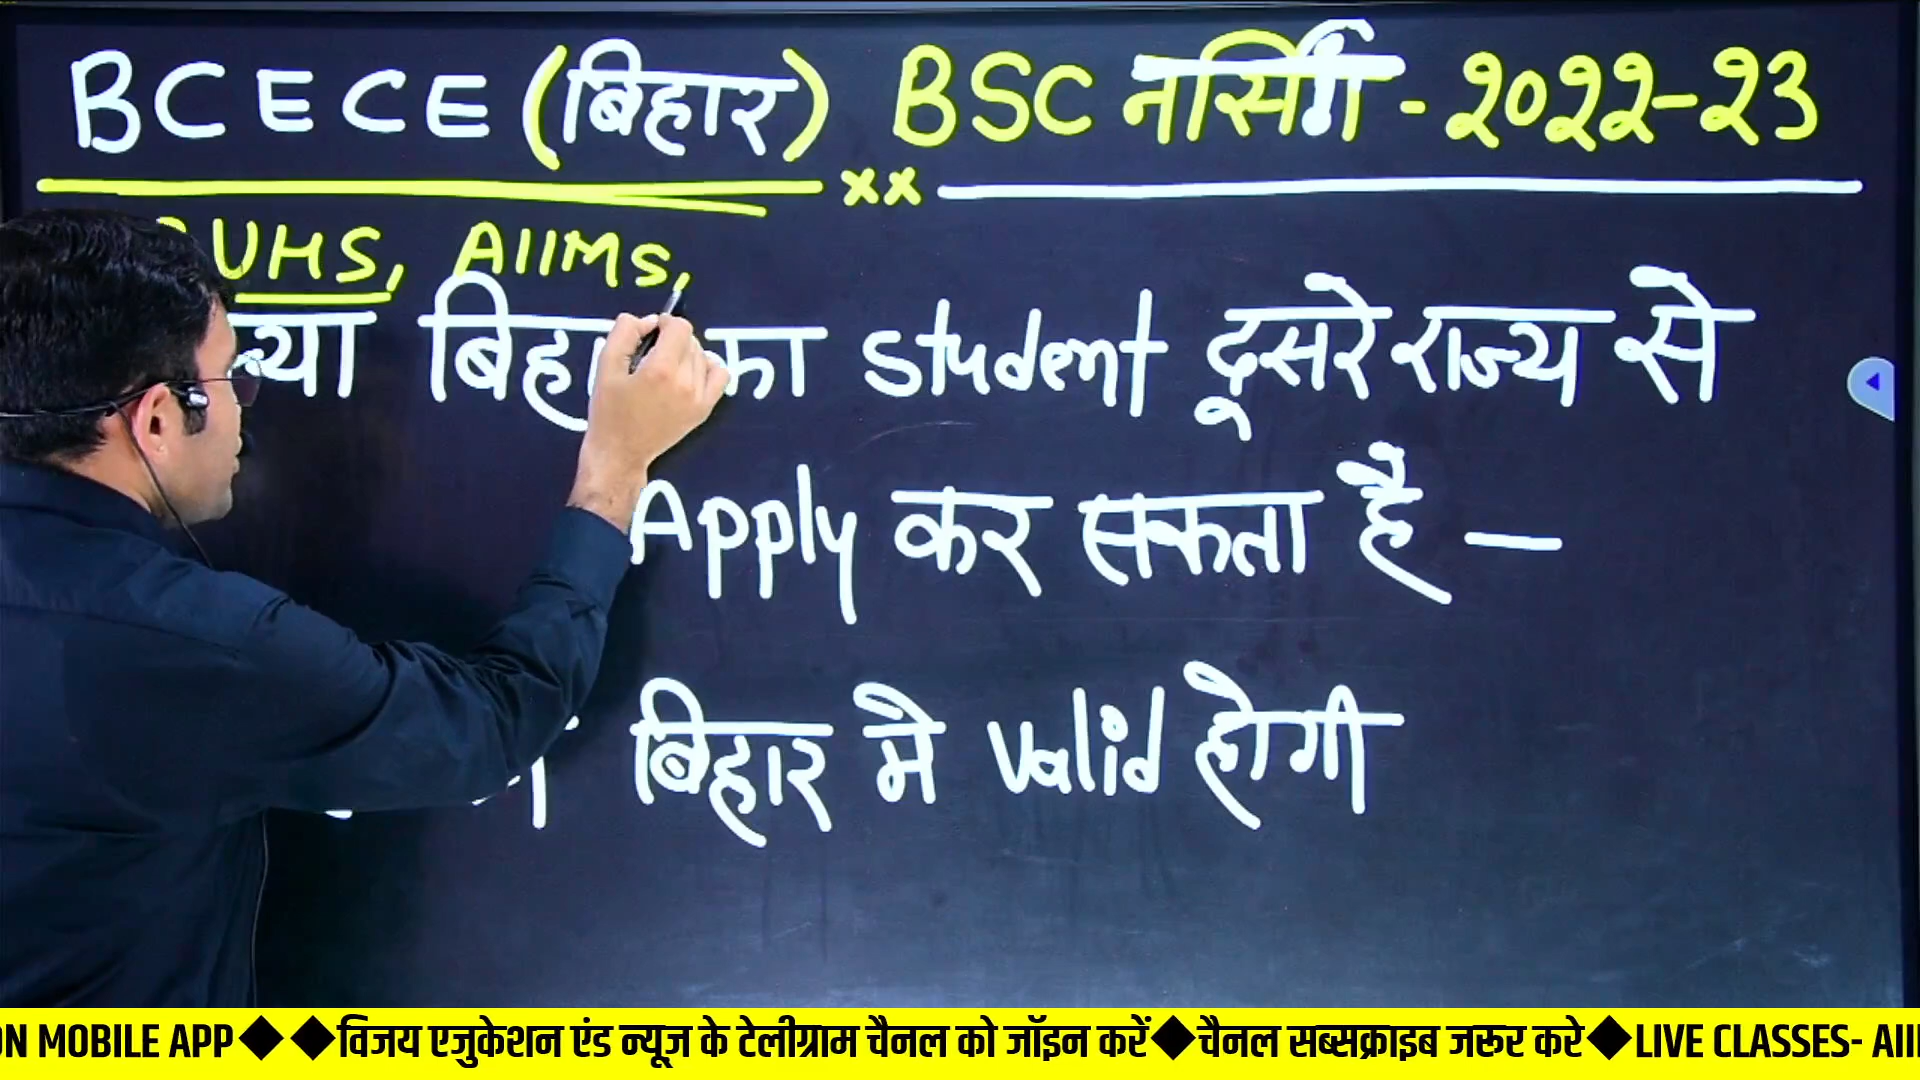 BCECE (बिहार) BSC नर्सिंग - 2022-23
xx
UHS, AIIMS,
बिहार का Student दूसरे राज्य से
Apply कर सकता है —
बिहार मे Valid होगी
ON MOBILE APP◆◆विजय एजुकेशन एंड न्यूज के टेलीग्राम चैनल को जॉइन करें◆चैनल सब्सक्राइब जरूर करे◆LIVE CLASSES- AII